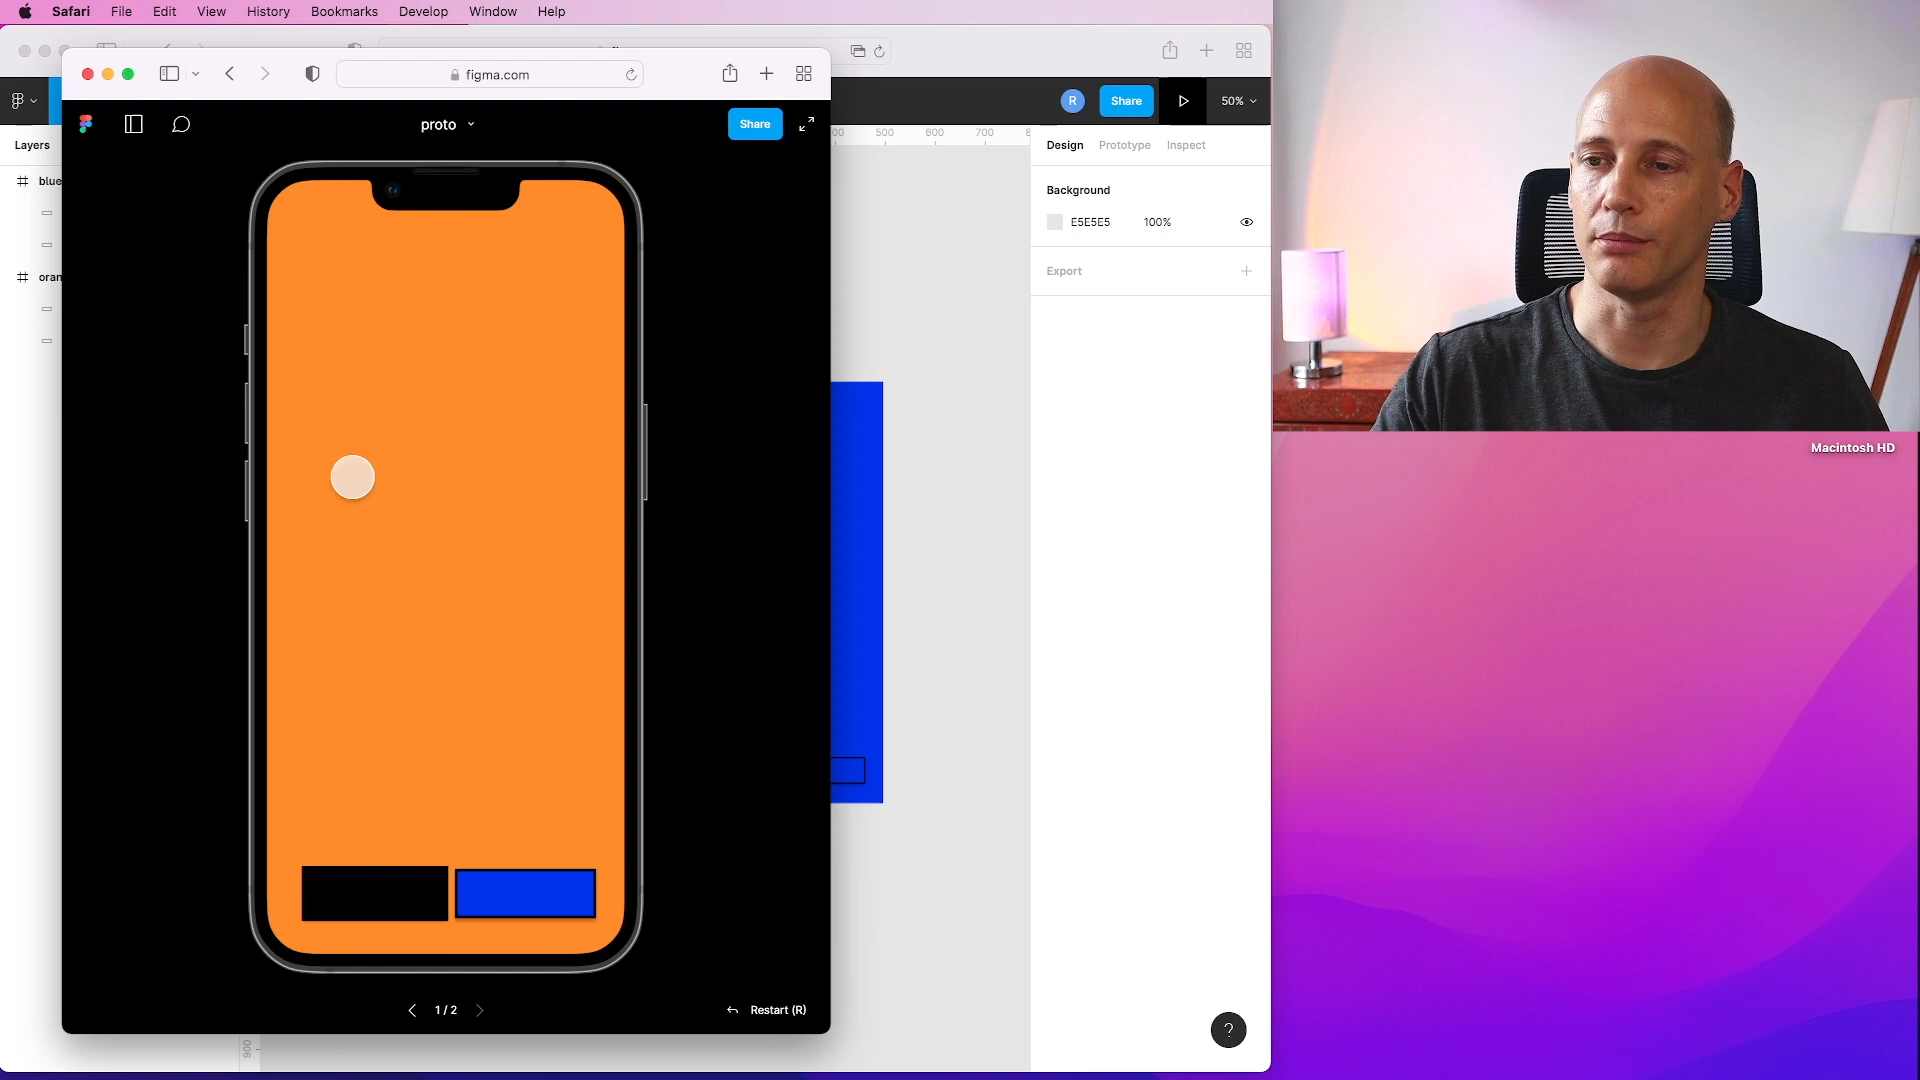 Safari File Edit View History Bookmarks Develop Window Help
figma.com
R Share 50%
proto
Share
400 500 600 700
Layers
Design Prototype Inspect
blue
Background
E5E5E5 100%
oran
Export
Macintosh HD
1 / 2
Restart (R)
?
900